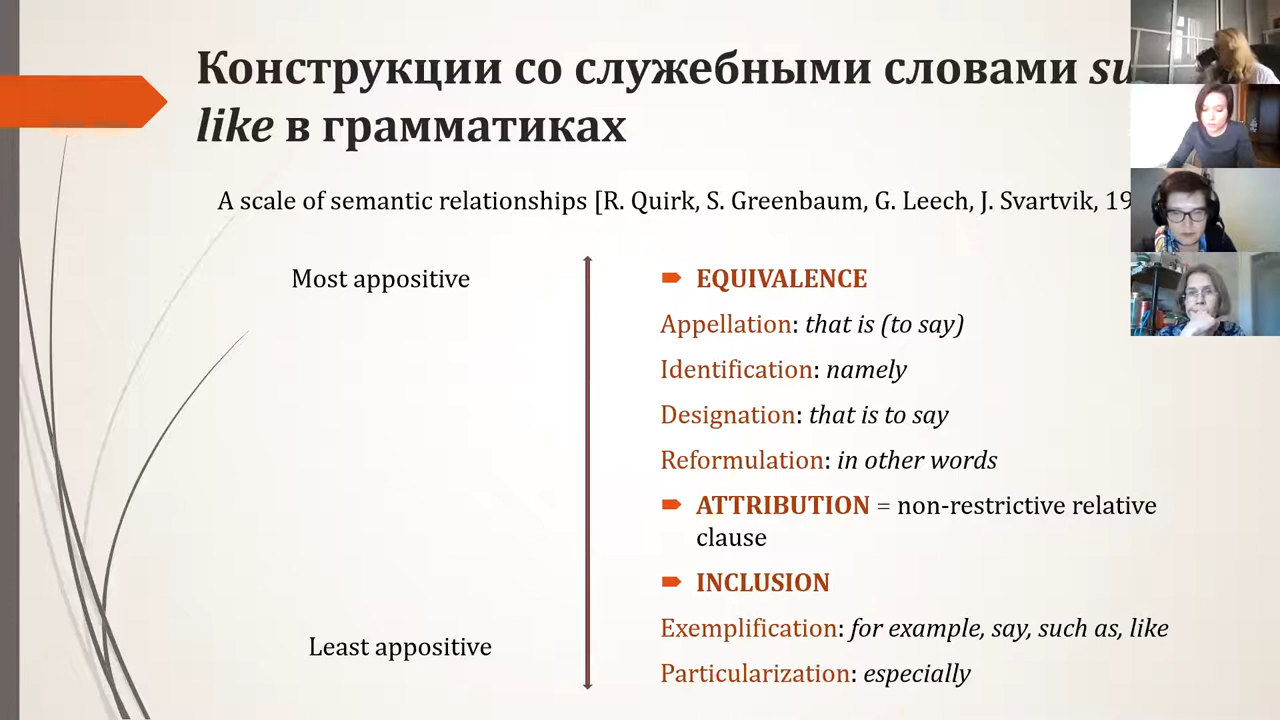 Конструкции со служебными словами su
like в грамматиках
A scale of semantic relationships [R. Quirk, S. Greenbaum, G. Leech, J. Svartvik, 19
Most appositive
EQUIVALENCE
Appellation: that is (to say)
Identification: namely
Designation: that is to say
Reformulation: in other words
ATTRIBUTION = non-restrictive relative
clause
INCLUSION
Exemplification: for example, say, such as, like
Least appositive
Particularization: especially